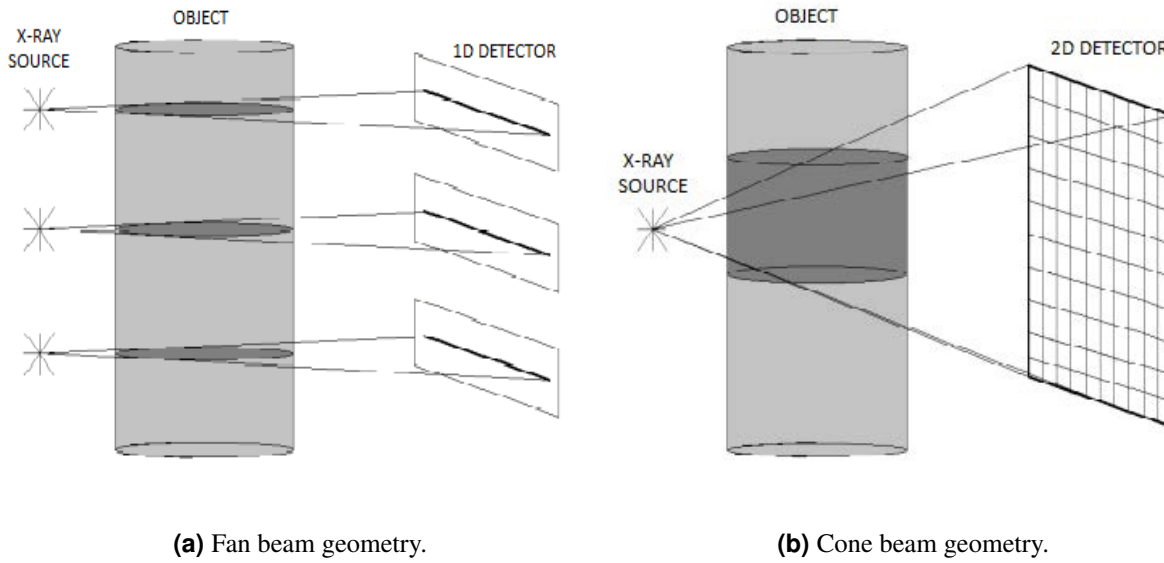 OBJECT
X-RAY
SOURCE
1D DETECTOR
OBJECT
2D DETECTOR
X-RAY
SOURCE
(a) Fan beam geometry.
(b) Cone beam geometry.